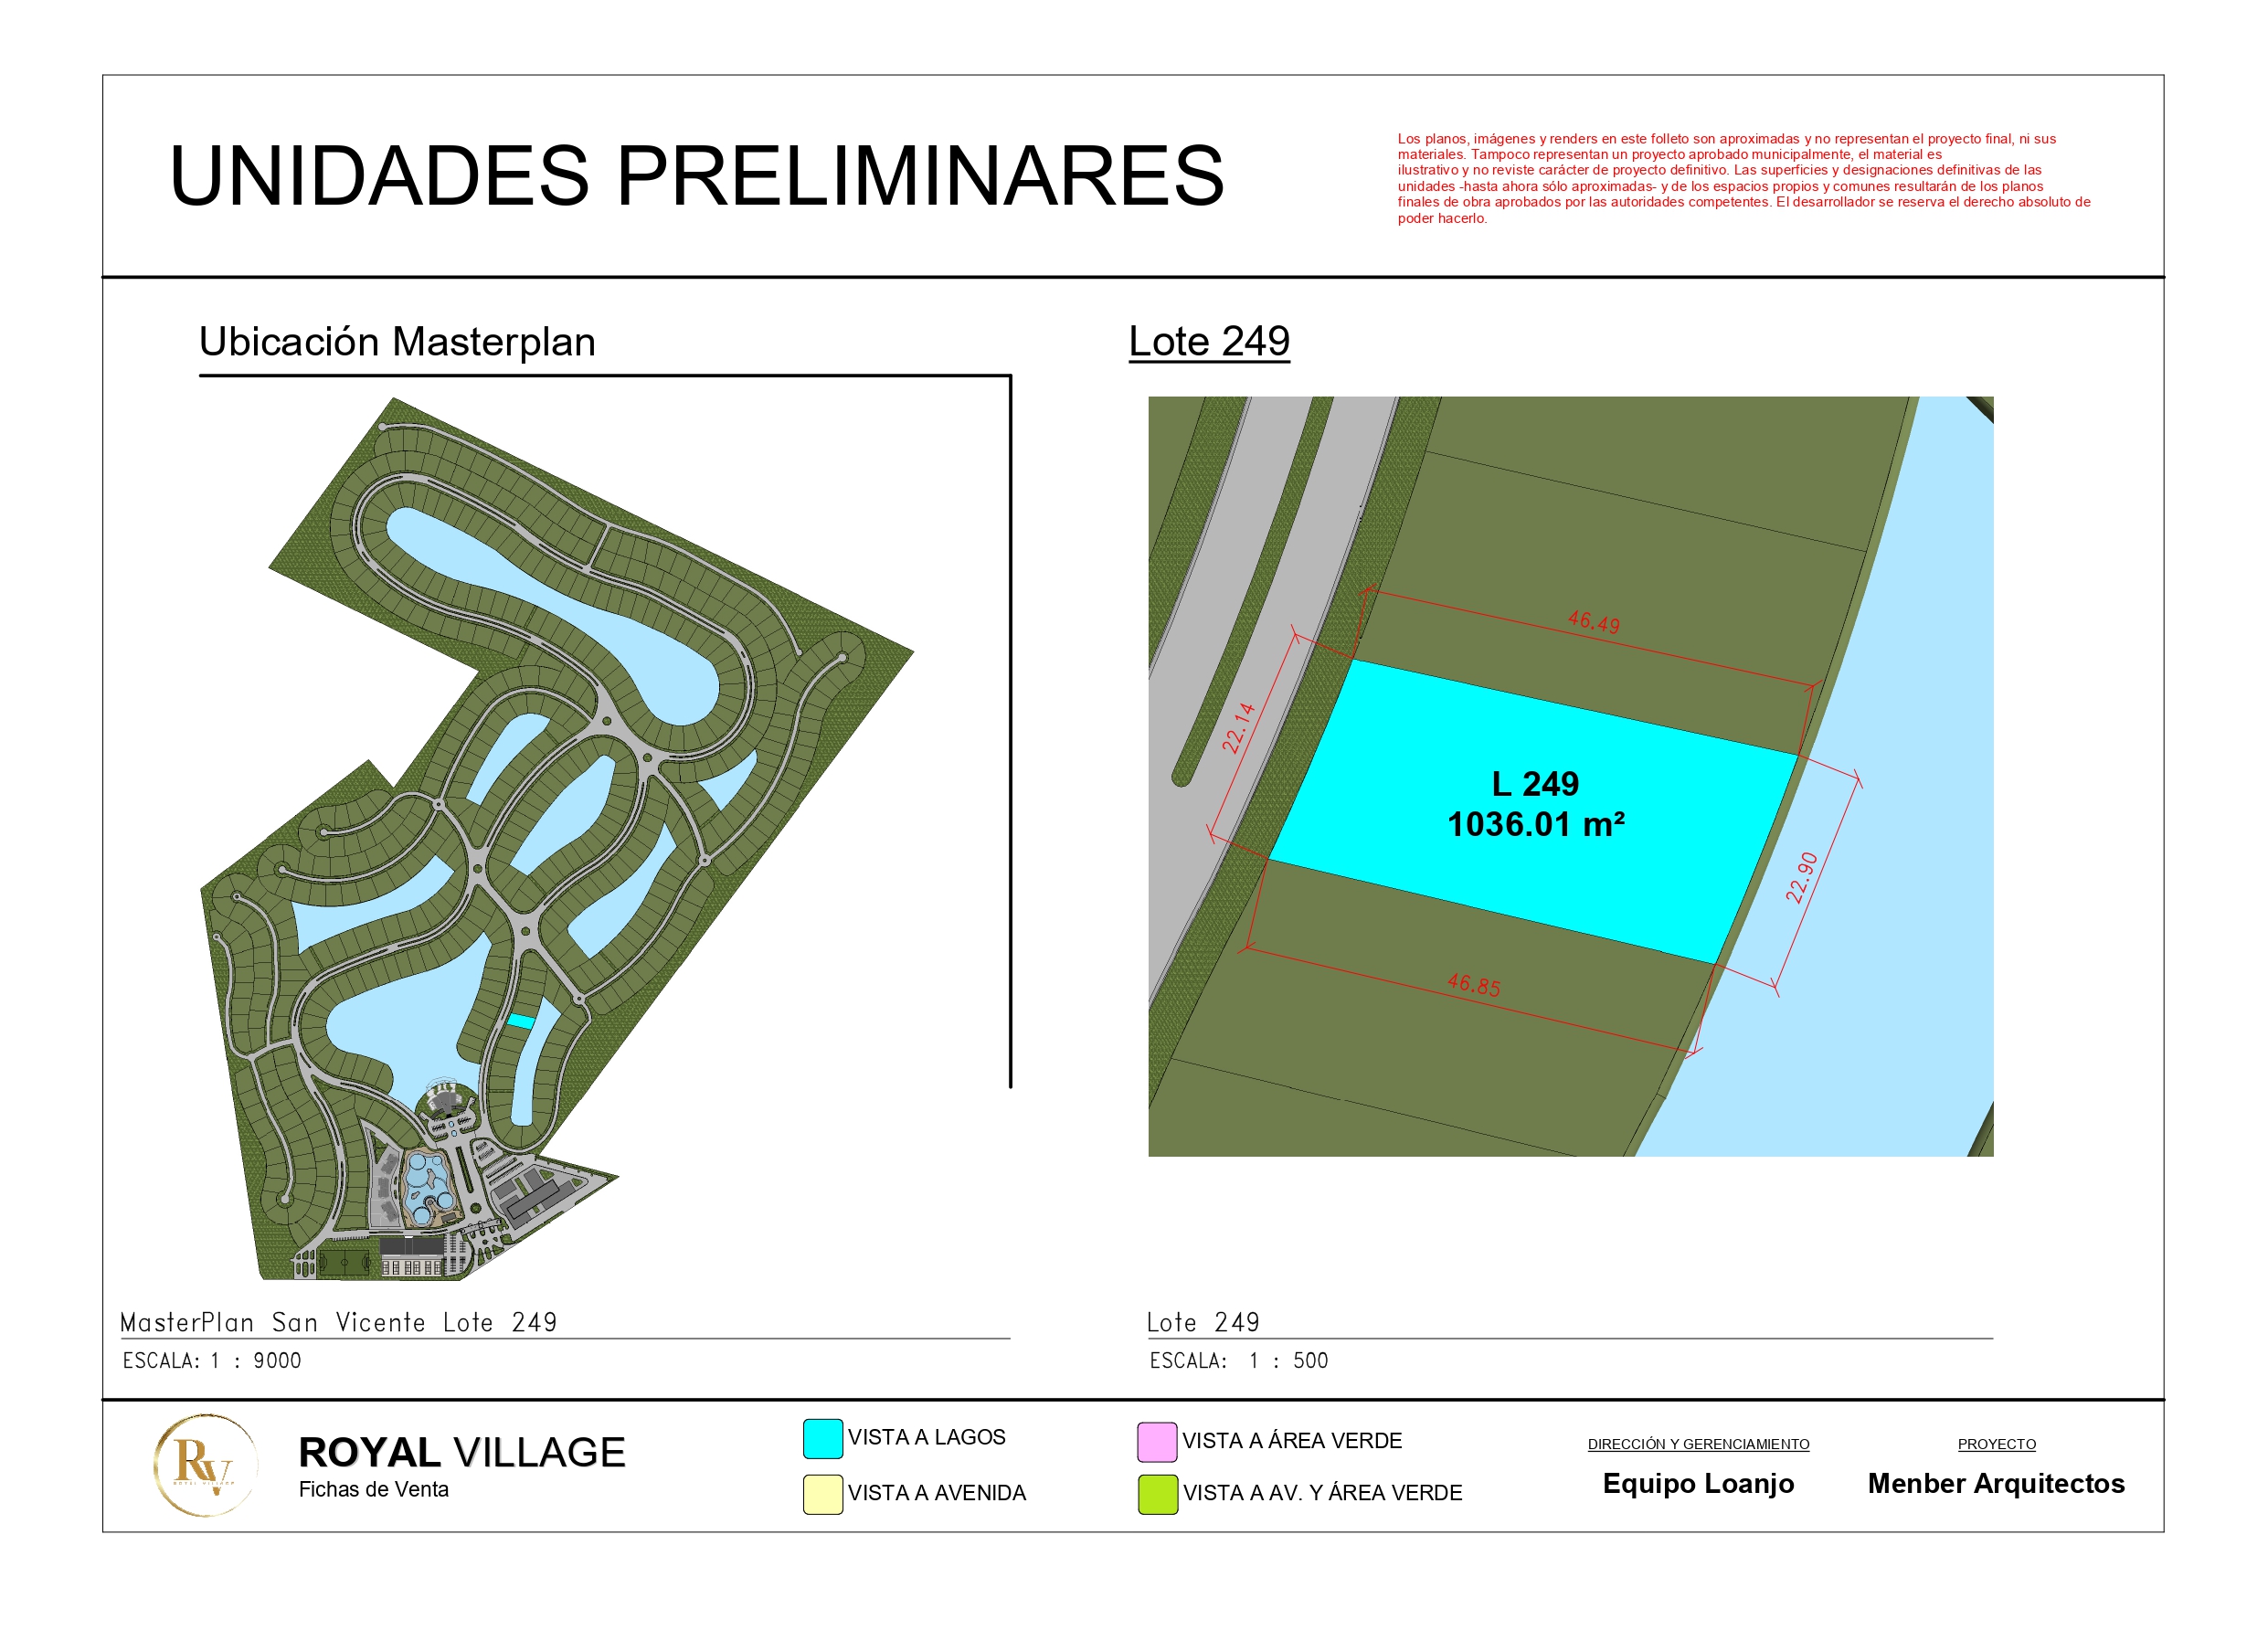 UNIDADES PRELIMINARES
Los planos, imágenes y renders en este folleto son aproximadas y no representan el proyecto final, ni sus
materiales. Tampoco representan un proyecto aprobado municipalmente, el material es
ilustrativo y no reviste carácter de proyecto definitivo. Las superficies y designaciones definitivas de las
unidades -hasta ahora sólo aproximadas- y de los espacios propios y comunes resultarán de los planos
finales de obra aprobados por las autoridades competentes. El desarrollador se reserva el derecho absoluto de
poder hacerlo.
Ubicación Masterplan
Lote 249
46.49
22.14
L 249
1036.01 m²
22.90
46.85
MasterPlan San Vicente Lote 249
ESCALA: 1 : 9000
Lote 249
ESCALA: 1 : 500
RV
ROYAL VILLAGE
ROYAL VILLAGE
Fichas de Venta
VISTA A LAGOS
VISTA A AVENIDA
VISTA A ÁREA VERDE
VISTA A AV. Y ÁREA VERDE
DIRECCIÓN Y GERENCIAMIENTO
Equipo Loanjo
PROYECTO
Menber Arquitectos